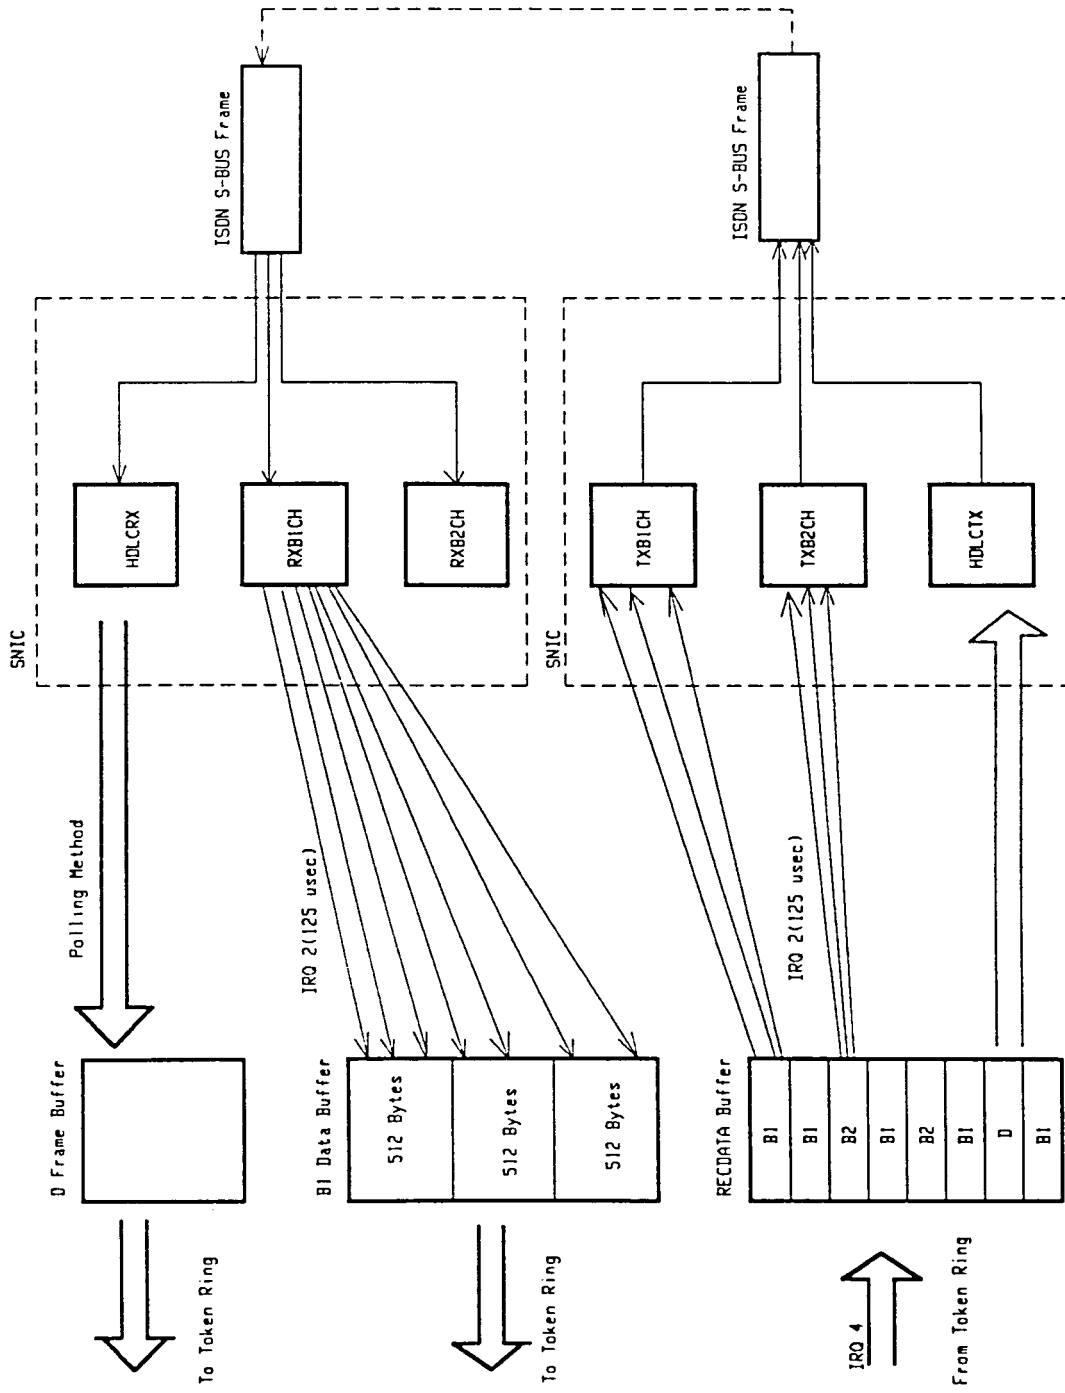 To Token Ring
D Frame Buffer
Polling Method
SNIC
HDLCRX
RXB1CH
RXB2CH
ISDN S-BUS Frame
To Token Ring
B1 Data Buffer
512 Bytes
512 Bytes
512 Bytes
IRQ 2(125 usec)
From Token Ring
IRQ 4
RECDATA Buffer
B1
B1
B2
B1
B2
B1
D
B1
IRQ 2(125 usec)
SNIC
TXB1CH
TXB2CH
HDLCTX
ISDN S-BUS Frame